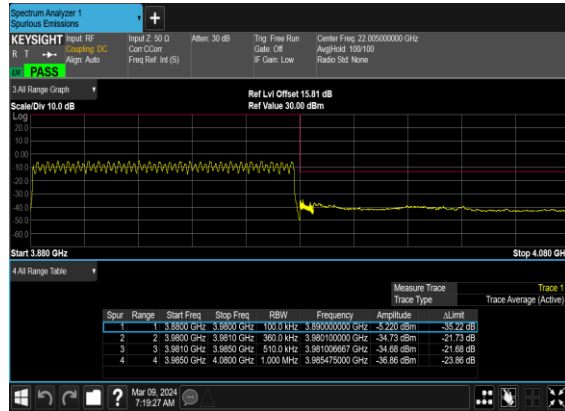 Spectrum Analyzer 1
Spurious Emissions
KEYSIGHT Input: RF Input Z: 50 Ω Atten: 30 dB Trig: Free Run Center Freq: 22.005000000 GHz
R T Coupling: DC Corr CCorr Gate: Off Avg|Hold: 100/100
Align: Auto Freq Ref: Int (S) IF Gain: Low Radio Std: None
PASS
3 All Range Graph
Ref Lvl Offset 15.81 dB
Scale/Div 10.0 dB Ref Value 30.00 dBm
Log
20.0
10.0
0.00
-10.0
-20.0
-30.0
-40.0
-50.0
-60.0
Start 3.880 GHz Stop 4.080 GH
4 All Range Table
Measure Trace Trace 1
Trace Type Trace Average (Active)
Spur Range Start Freq Stop Freq RBW Frequency Amplitude ΔLimit
1 1 3.8800 GHz 3.9800 GHz 100.0 kHz 3.890000000 GHz -5.220 dBm -35.22 dB
2 2 3.9800 GHz 3.9810 GHz 360.0 kHz 3.980100000 GHz -34.73 dBm -21.73 dB
3 3 3.9810 GHz 3.9850 GHz 510.0 kHz 3.981006667 GHz -34.68 dBm -21.68 dB
4 4 3.9850 GHz 4.0800 GHz 1.000 MHz 3.985475000 GHz -36.86 dBm -23.86 dB
?
Mar 09, 2024
7:19:27 AM